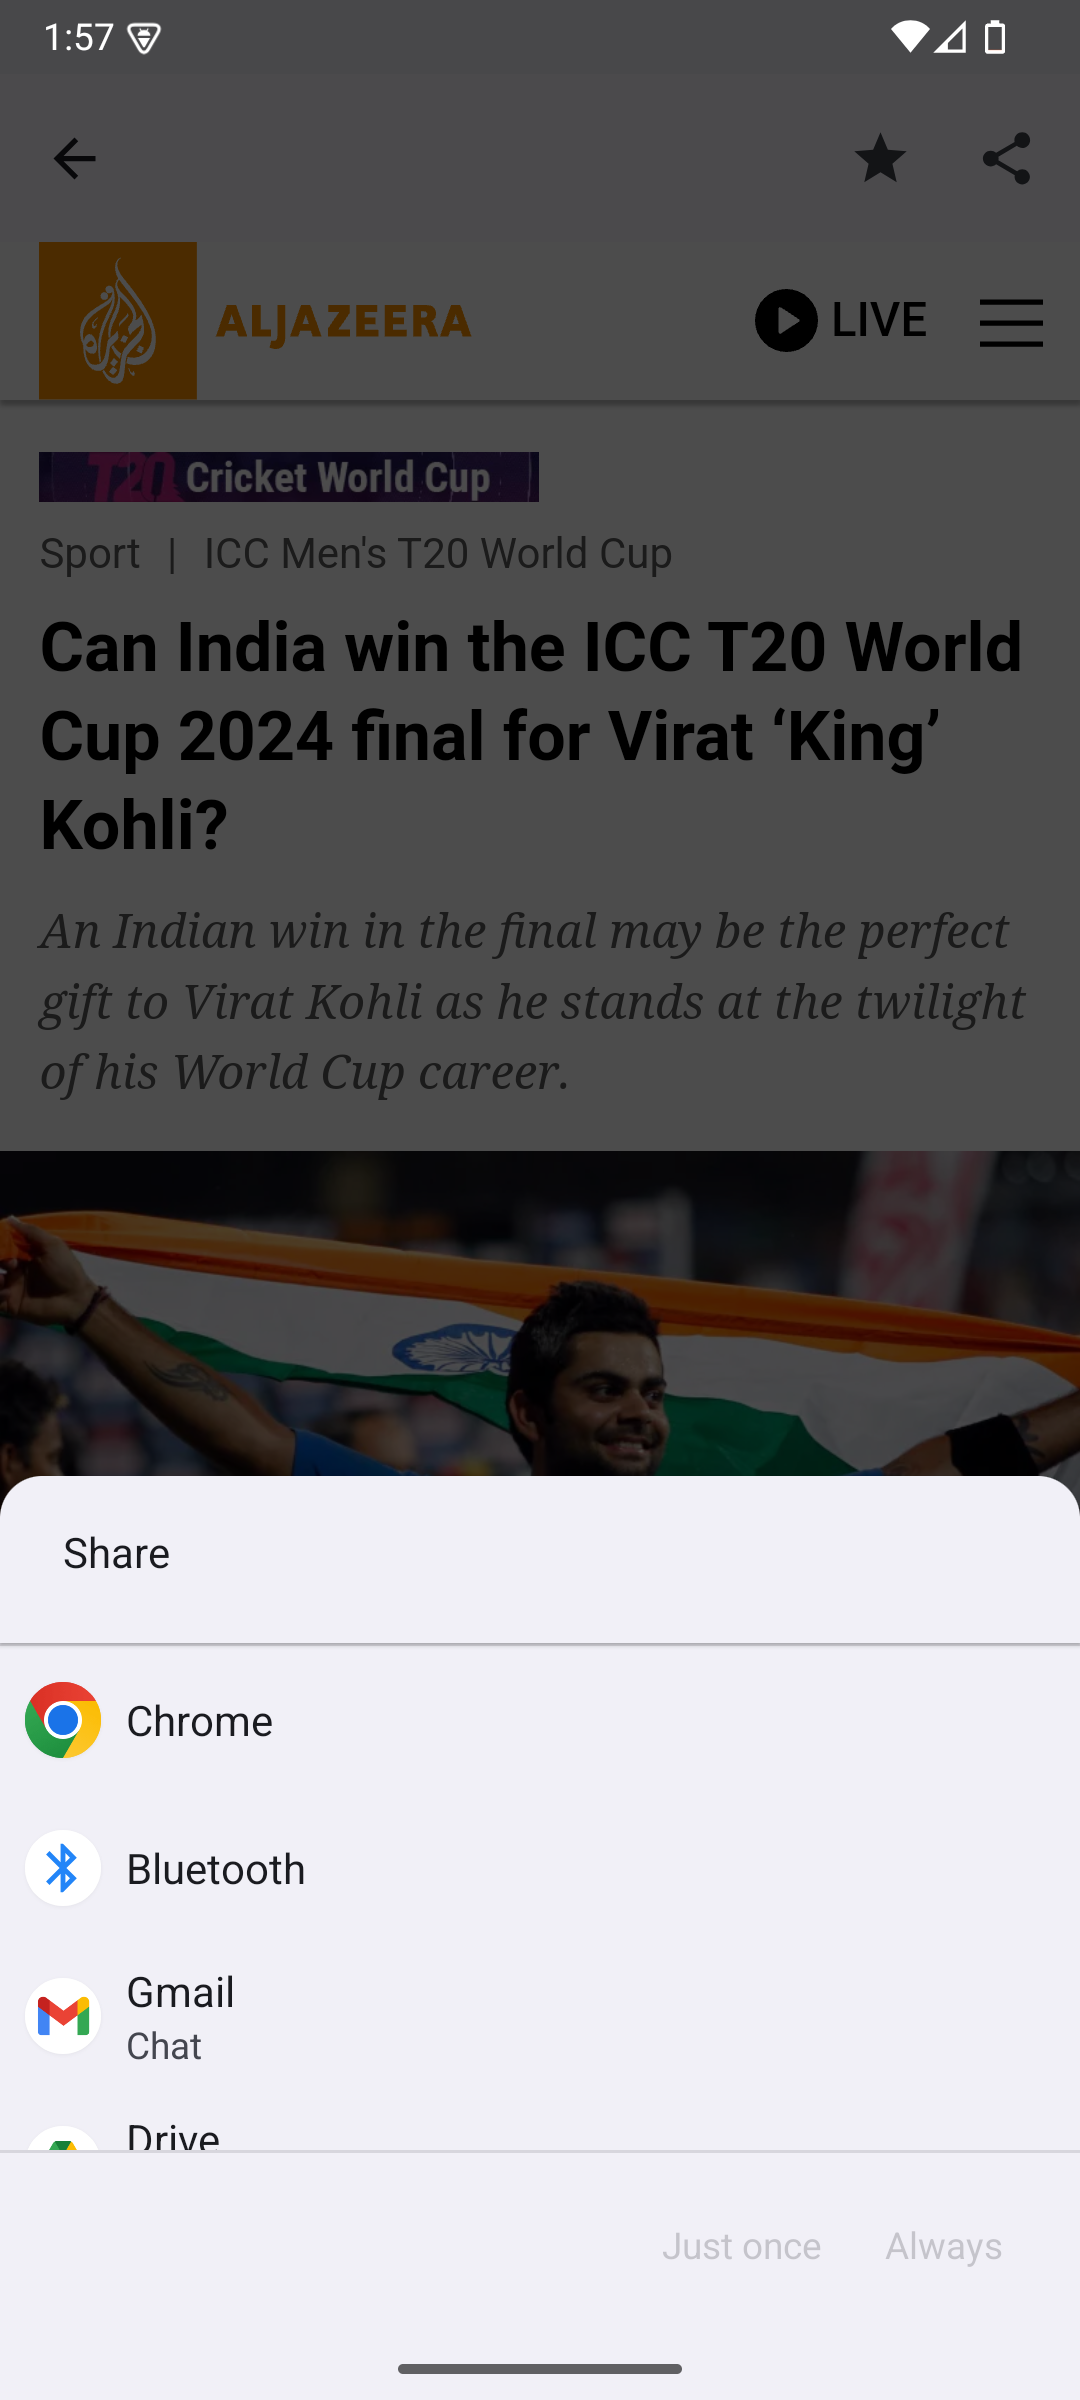 1:57
ALJAZEERA
LIVE
T20 Cricket World Cup
Sport | ICC Men's T20 World Cup
Can India win the ICC T20 World
Cup 2024 final for Virat ‘King’
Kohli?
An Indian win in the final may be the perfect
gift to Virat Kohli as he stands at the twilight
of his World Cup career.
Share
Chrome
Bluetooth
Gmail
Chat
Drive
Just once Always